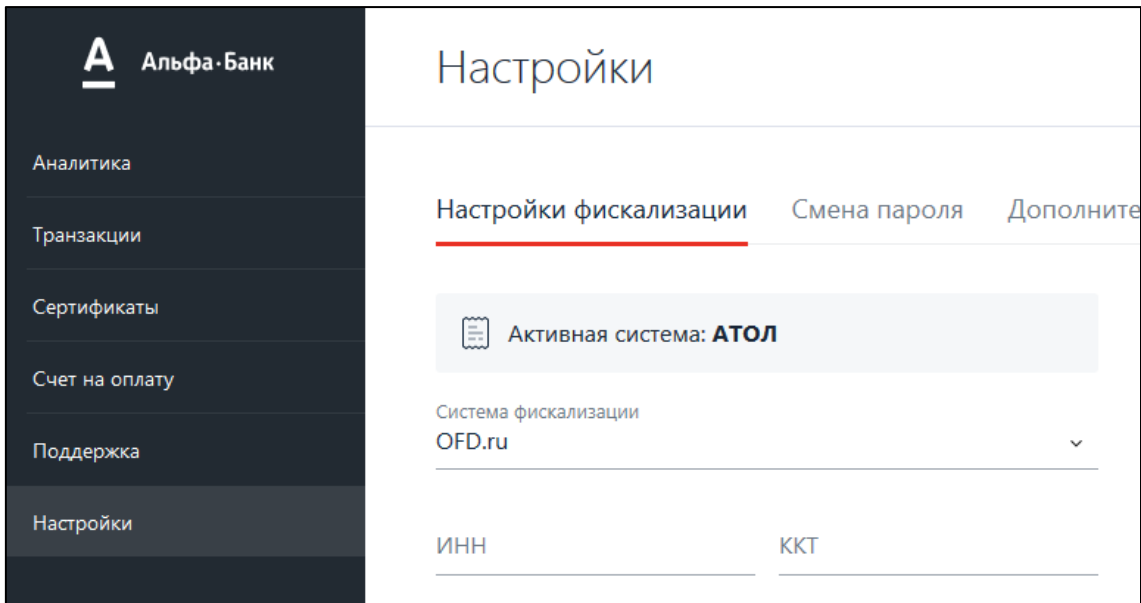 А Альфа·Банк
Настройки
Аналитика
Транзакции
Сертификаты
Счет на оплату
Поддержка
Настройки
Настройки фискализации Смена пароля Дополните
Активная система: АТОЛ
Система фискализации
OFD.ru
ИНН ККТ